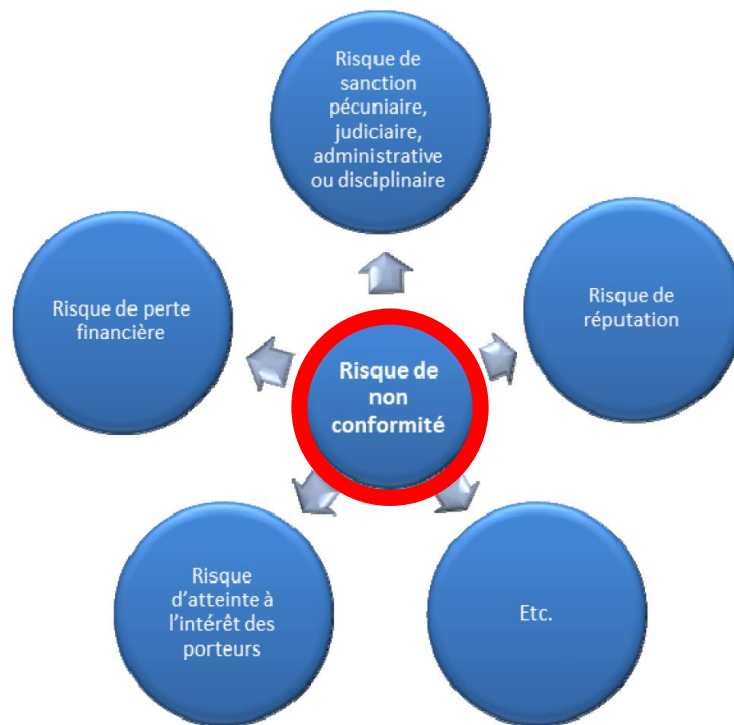 Risque de
sanction
pécuniaire,
judiciaire,
administrative
ou disciplinaire
Risque de perte
financière
Risque de
réputation
Risque de
non
conformité
Risque
d'atteinte à
l'intérêt des
porteurs
Etc.